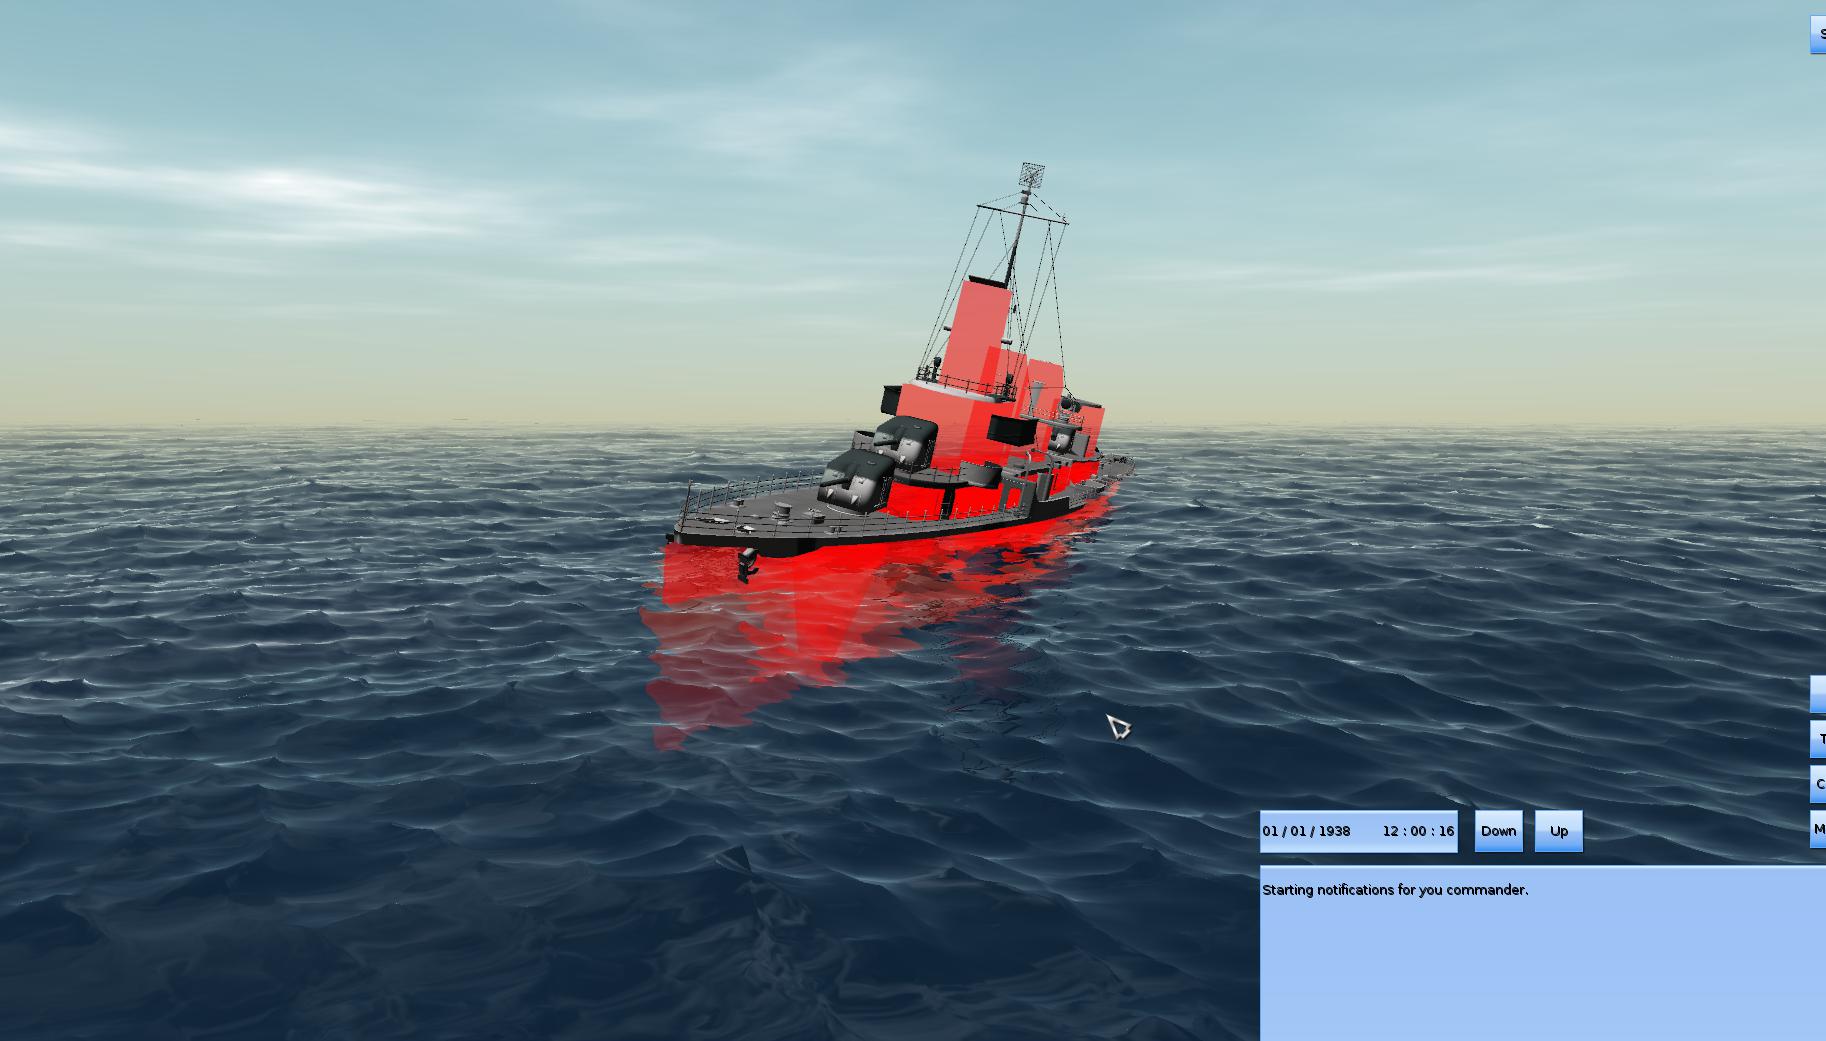 S
T
C
01 / 01 / 1938 12 : 00 : 16 Down Up M
Starting notifications for you commander.